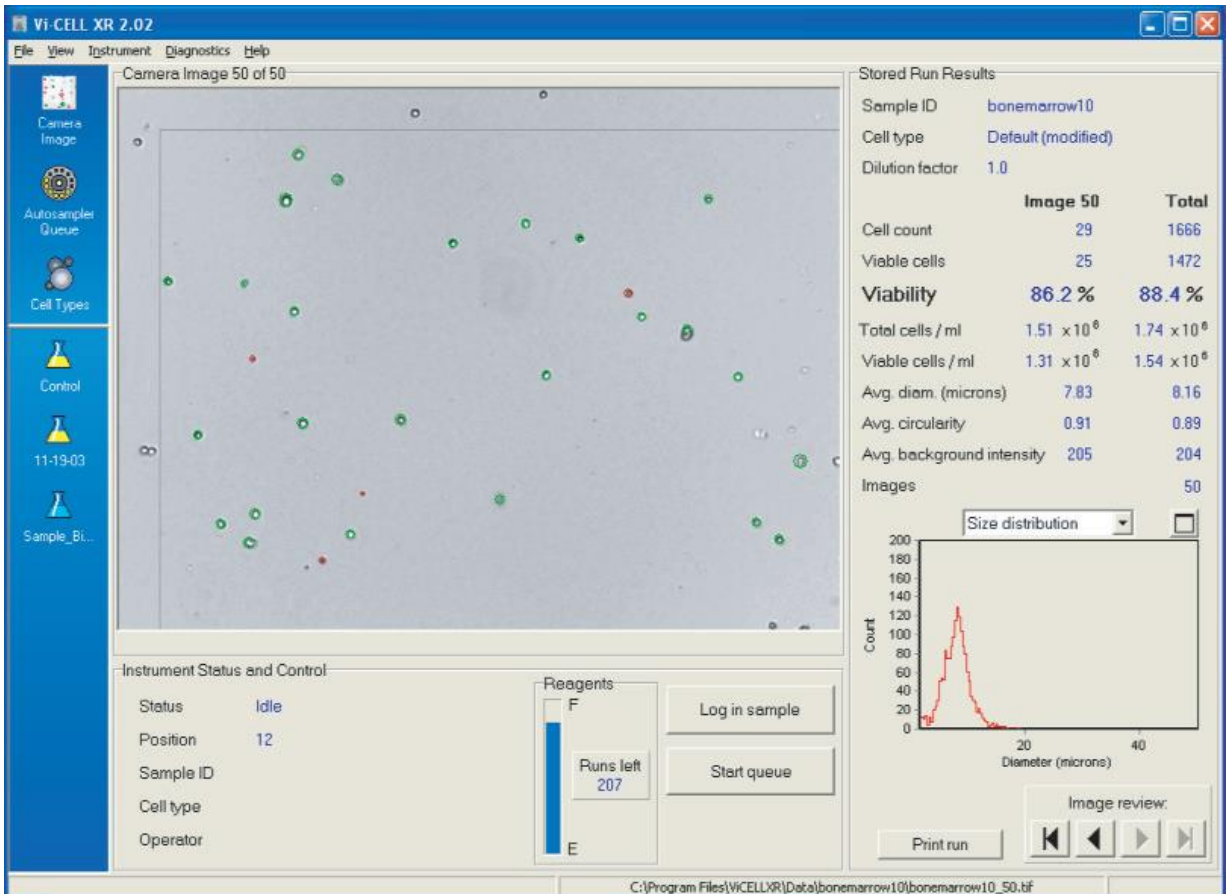 Vi-CELL XR 2.02
File View Instrument Diagnostics Help
Camera Image
Autosampler Queue
Cell Types
Control
11-19-03
Sample_Bi...
Camera Image 50 of 50
Stored Run Results
Sample ID bonemarrow10
Cell type Default (modified)
Dilution factor 1.0
Image 50 Total
Cell count 29 1666
Viable cells 25 1472
Viability 86.2 % 88.4 %
Total cells / ml 1.51 x10⁶ 1.74 x10⁶
Viable cells / ml 1.31 x10⁶ 1.54 x10⁶
Avg. diam. (microns) 7.83 8.16
Avg. circularity 0.91 0.89
Avg. background intensity 205 204
Images 50
Size distribution
200
180
160
140
120
100
80
60
40
20
0
Count
20 40
Diameter (microns)
Image review:
Print run
Instrument Status and Control
Status Idle
Position 12
Sample ID
Cell type
Operator
Reagents
F
E
Runs left
207
Log in sample
Start queue
C:\Program Files\ViCELLXR\Data\bonemarrow10\bonemarrow10_50.tif